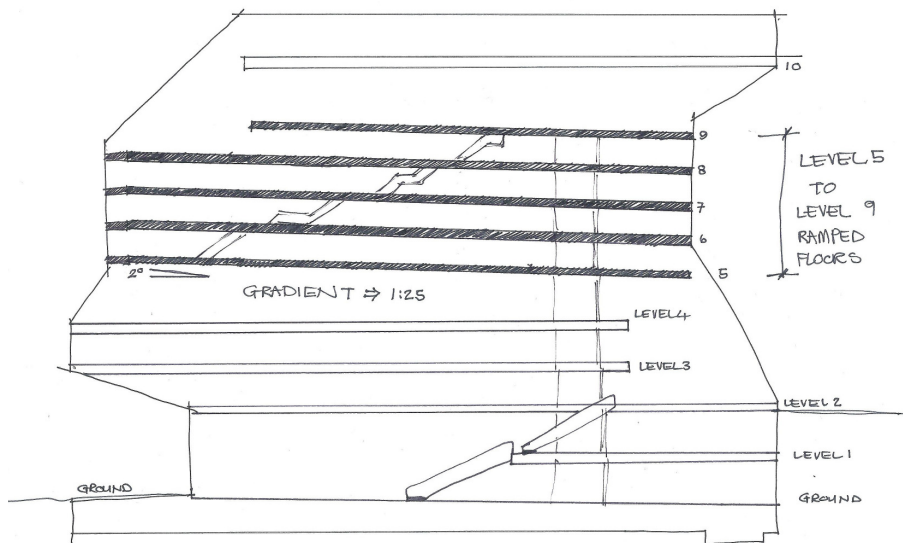 10
9
8
7
6
5
LEVEL 5
TO
LEVEL 9
RAMPED
FLOORS
2°
GRADIENT ⇒ 1:25
LEVEL 4
LEVEL 3
LEVEL 2
LEVEL 1
GROUND
GROUND